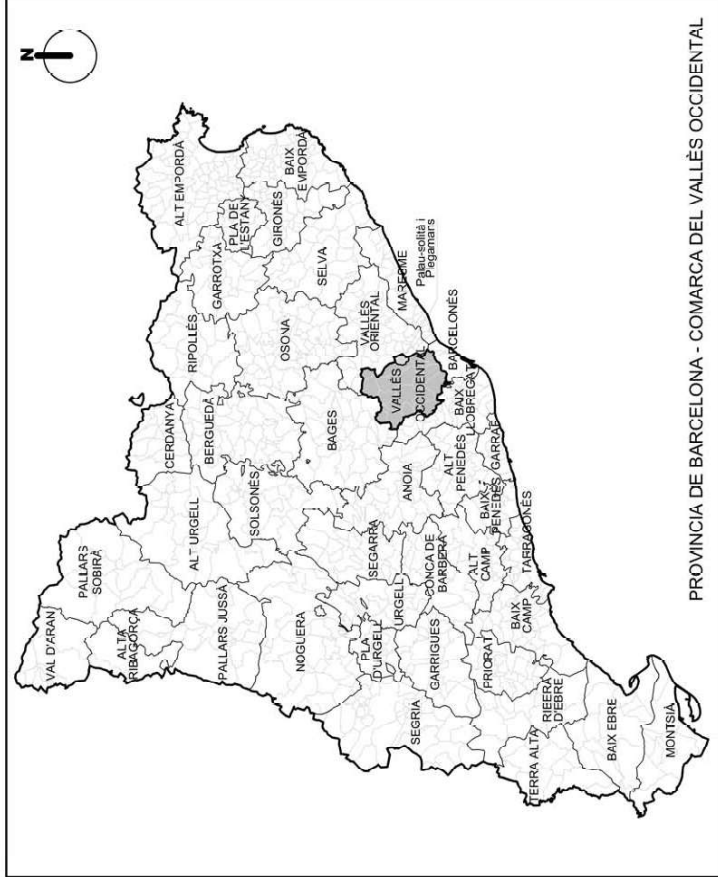 N
VAL D'ARAN
PALLARS
SOBIRÀ
ALTA
RIBAGORÇA
PALLARS JUSSÀ
ALT URGELL
CERDANYA
BERGUEDÀ
RIPOLLÈS
GARROTXA
ALT EMPORDÀ
PLA DE
L'ESTANY
GIRONÈS
BAIX
EMPORDÀ
NOGUERA
SOLSONÈS
OSONA
SELVA
BAGES
VALLÈS
ORIENTAL
MARESME
Palau-solità i
Plegamans
SEGARRA
ANOIA
VALLÈS
OCCIDENTAL
BARCELONÈS
PLA
D'URGELL
URGELL
SEGRIA
GARRIGUES
CONCA DE
BARBERÀ
ALT
PENEDÈS
BAIX
LLOBREGAT
GARRAF
BAIX
PENEDÈS
ALT
CAMP
TARRAGONÈS
PRIORAT
BAIX
CAMP
RIBERA
D'EBRE
TERRA ALTA
BAIX EBRE
MONTSIÀ
PROVINCIA DE BARCELONA - COMARCA DEL VALLÈS OCCIDENTAL